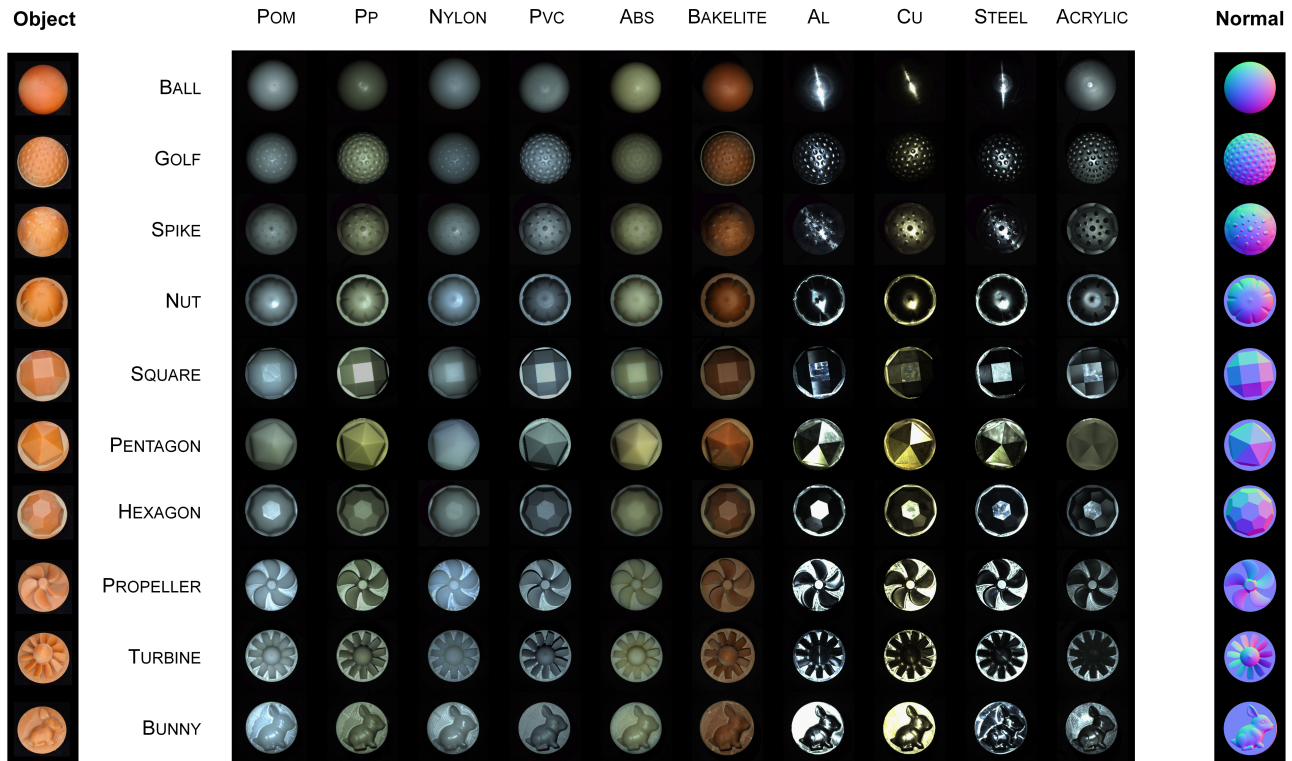 Object POM PP NYLON PVC ABS BAKELITE AL CU STEEL ACRYLIC Normal
BALL
GOLF
SPIKE
NUT
SQUARE
PENTAGON
HEXAGON
PROPELLER
TURBINE
BUNNY